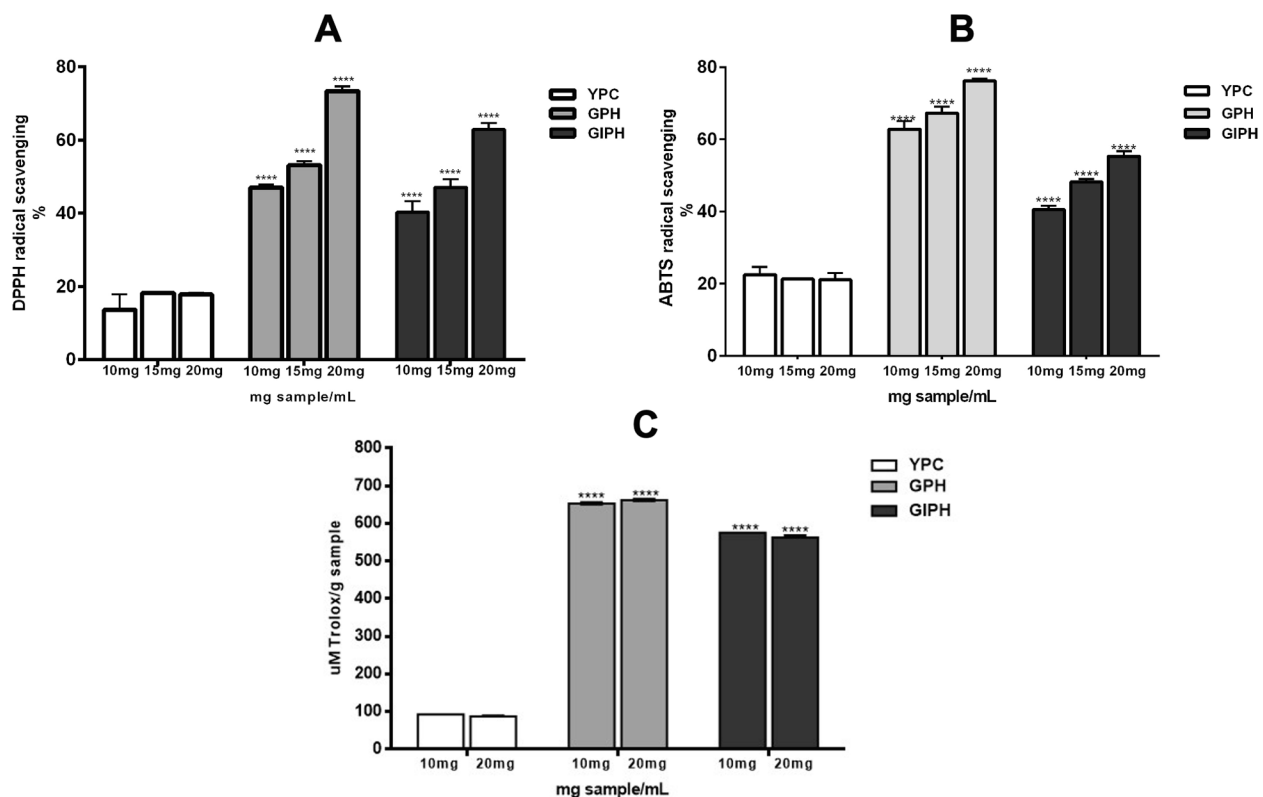 A
DPPH radical scavenging
%
80
60
40
20
0
****
****
****
****
****
****
10mg 15mg 20mg
10mg 15mg 20mg
10mg 15mg 20mg
mg sample/mL
YPC
GPH
GIPH
B
ABTS radical scavenging
%
80
60
40
20
0
****
****
****
****
****
****
10mg 15mg 20mg
10mg 15mg 20mg
10mg 15mg 20mg
mg sample/mL
YPC
GPH
GIPH
C
uM Trolox/g sample
800
700
600
500
400
300
200
100
0
****
****
****
****
10mg 20mg
10mg 20mg
10mg 20mg
mg sample/mL
YPC
GPH
GIPH